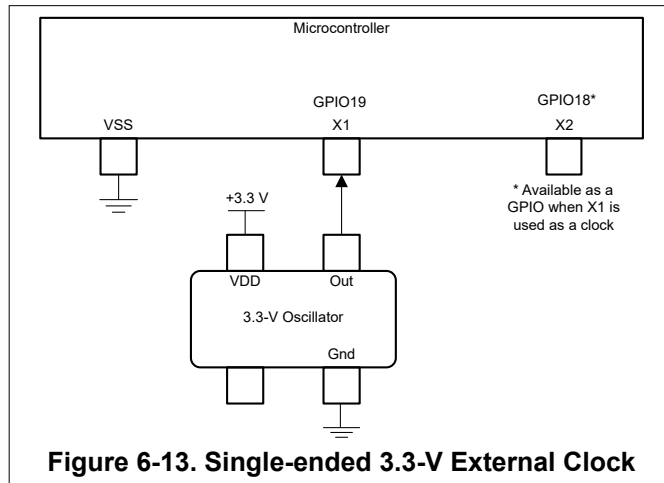 Microcontroller
GPIO19
GPIO18*
VSS
X1
X2
* Available as a
GPIO when X1 is
used as a clock
+3.3 V
VDD
Out
3.3-V Oscillator
Gnd
Figure 6-13. Single-ended 3.3-V External Clock